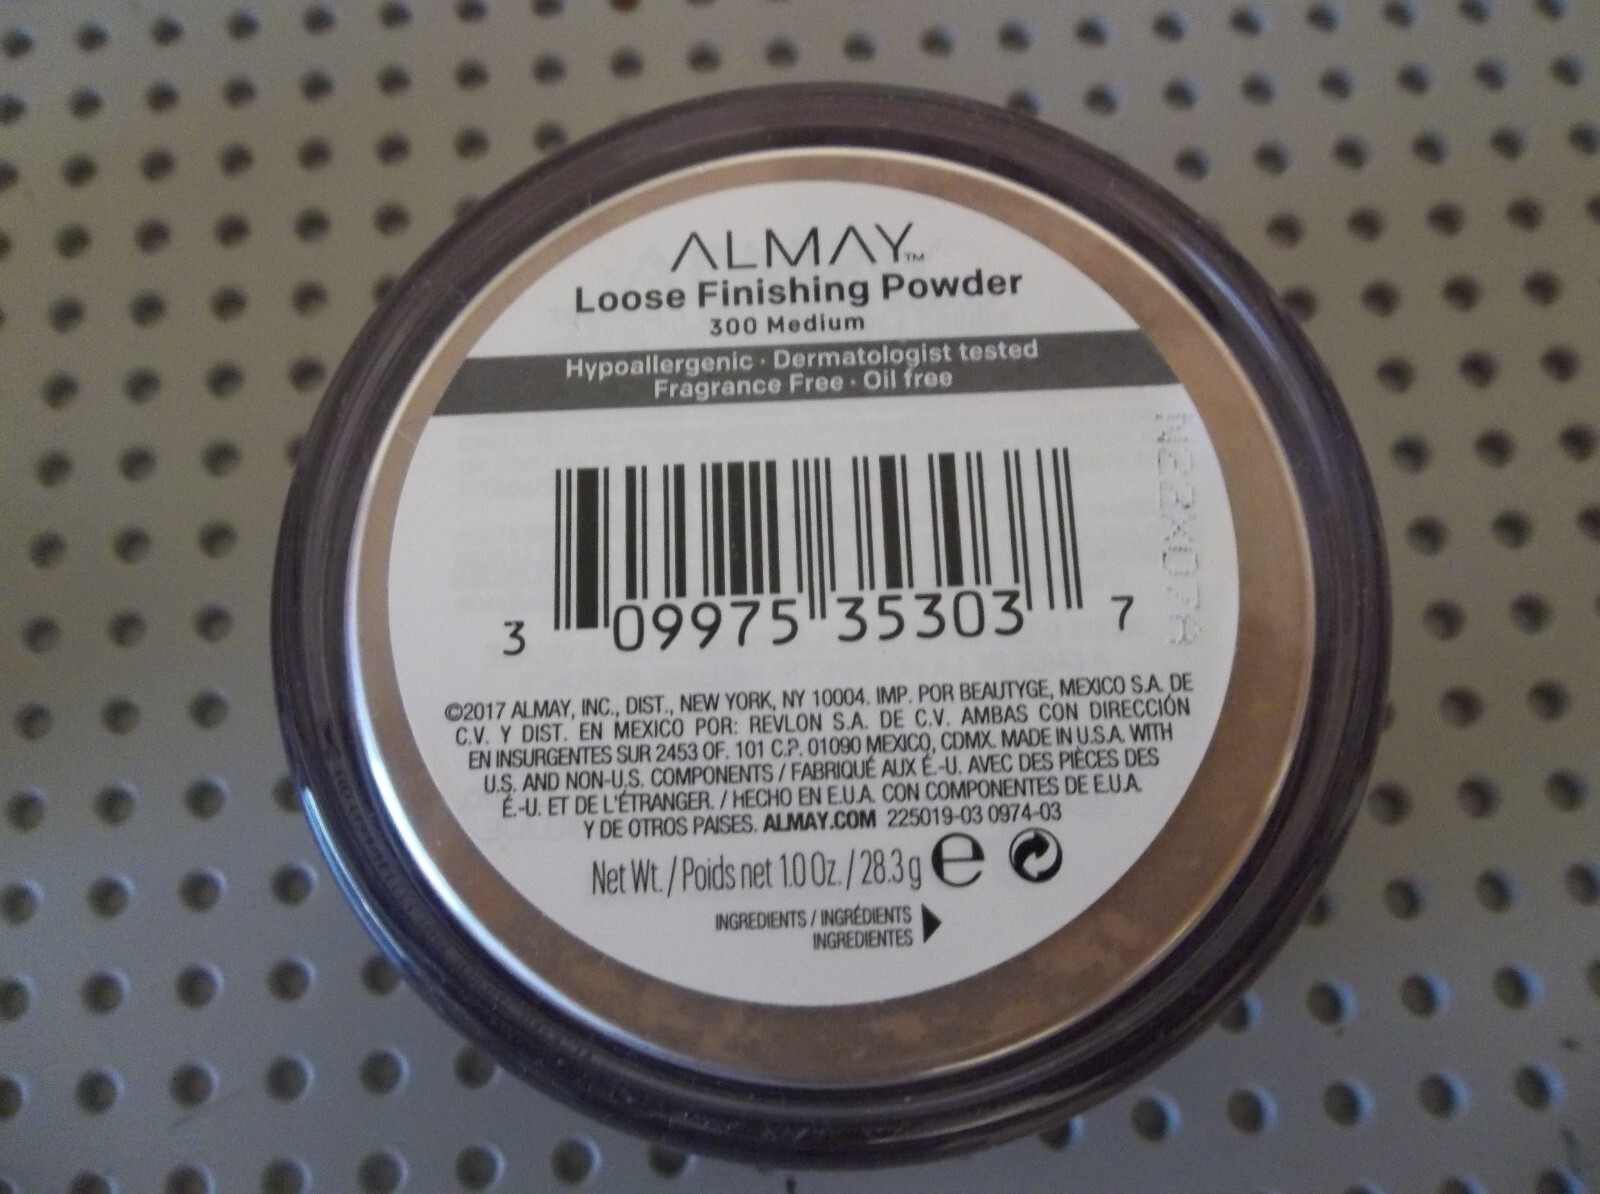 ALMAY™
Loose Finishing Powder
300 Medium
Hypoallergenic · Dermatologist tested
Fragrance Free · Oil free
3 09975 35303 7
©2017 ALMAY, INC., DIST., NEW YORK, NY 10004. IMP. POR BEAUTYGE, MEXICO S.A. DE
C.V. Y DIST. EN MEXICO POR: REVLON S.A. DE C.V. AMBAS CON DIRECCIÓN
EN INSURGENTES SUR 2453 OF. 101 C.P. 01090 MEXICO, CDMX. MADE IN U.S.A. WITH
U.S. AND NON-U.S. COMPONENTS / FABRIQUÉ AUX É.-U. AVEC DES PIÈCES DES
É.-U. ET DE L'ÉTRANGER. / HECHO EN E.U.A. CON COMPONENTES DE E.U.A.
Y DE OTROS PAISES. ALMAY.COM 225019-03 0974-03
Net Wt. / Poids net 1.0 Oz. / 28.3 g ℮
INGREDIENTS / INGRÉDIENTS
INGREDIENTES